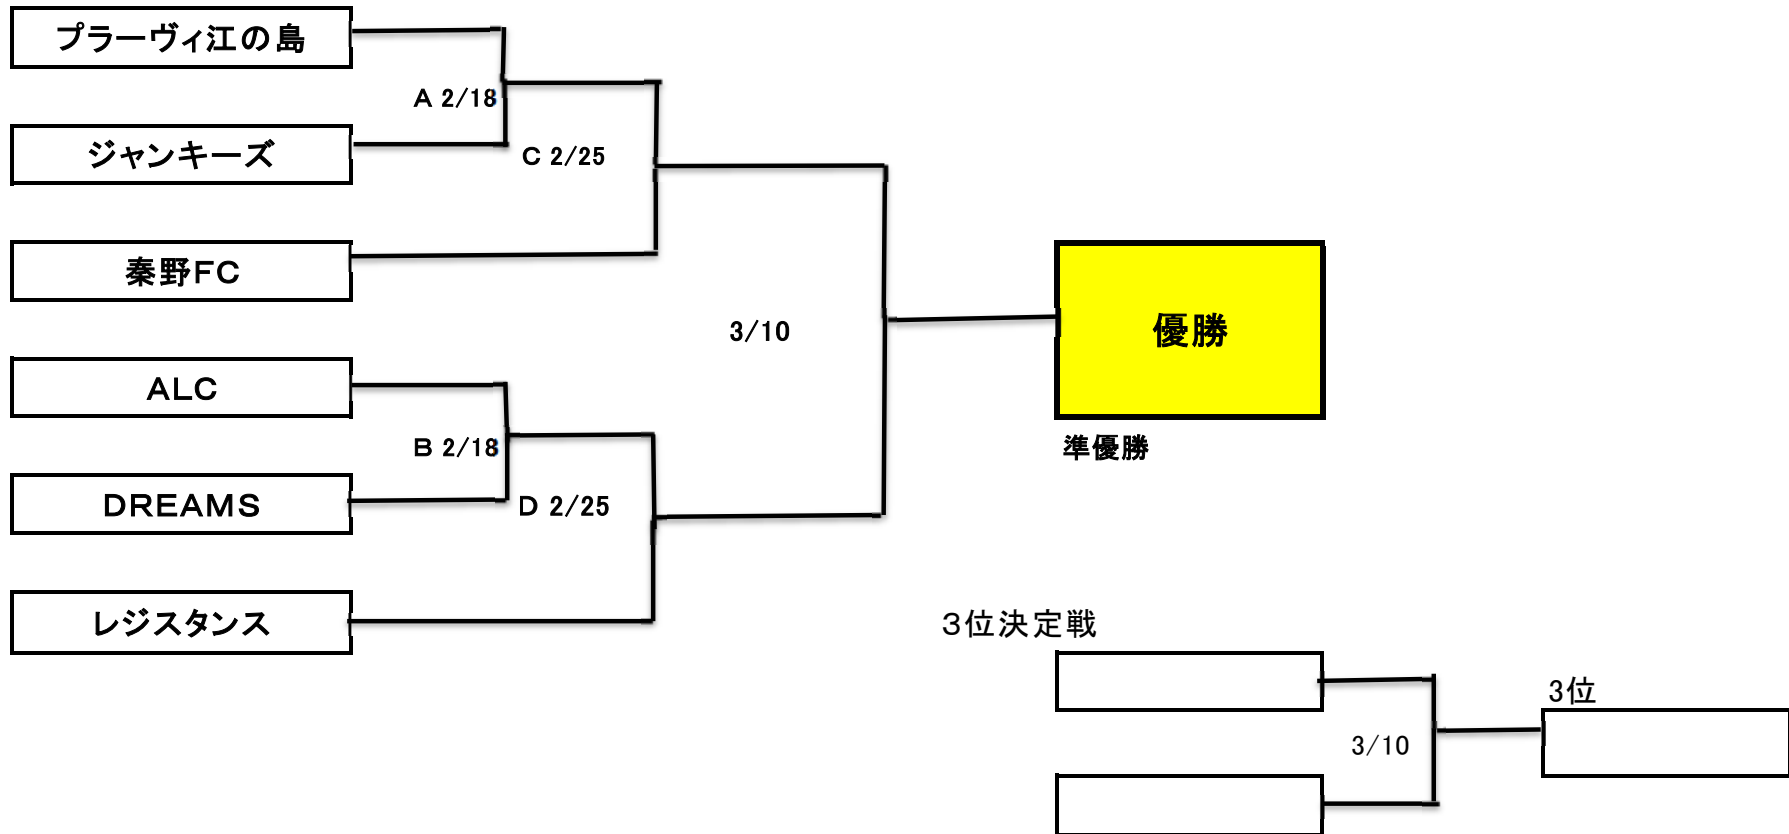 プラーヴィ江の島
A 2/18
ジャンキーズ
C 2/25
秦野FC
3/10
優勝
ALC
B 2/18
準優勝
DREAMS
D 2/25
レジスタンス
3位決定戦
3位
3/10